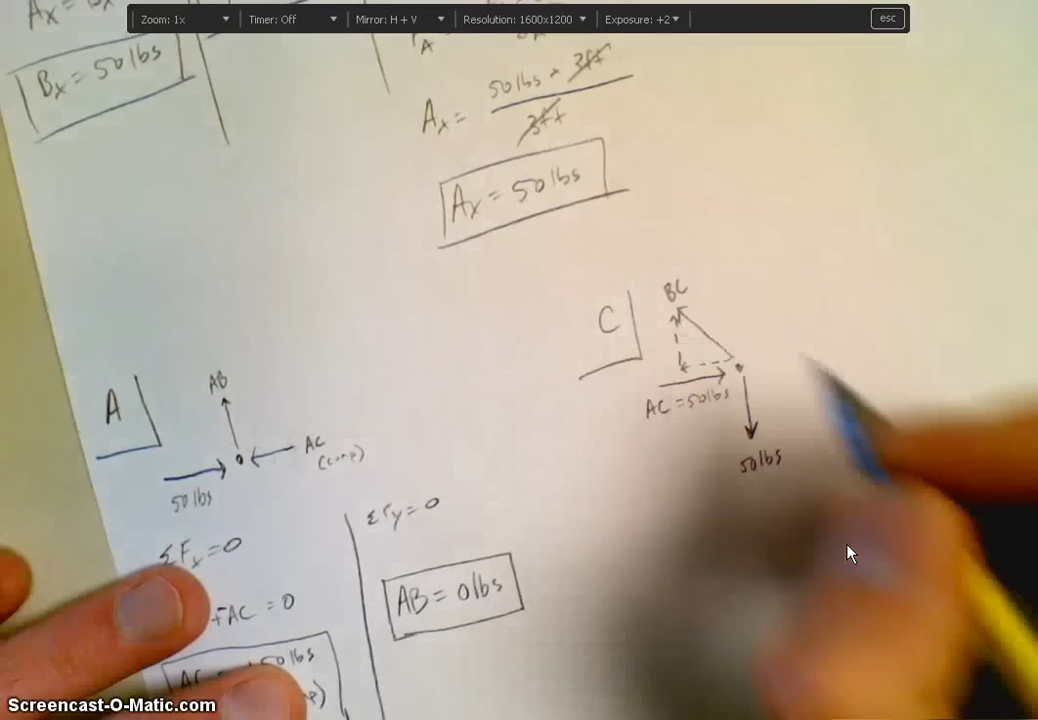 Zoom: 1x Timer: Off Mirror: H + V Resolution: 1600x1200 Exposure: +2 esc
Bx = 50 lbs
50 lbs * 3ft
Ax =
3ft
Ax = 50 lbs
C
BC
AC = 50 lbs
50 lbs
A
AB
AC
50 lbs
ΣFx = 0
+AC = 0
ΣFy = 0
AB = 0 lbs
Screencast-O-Matic.com